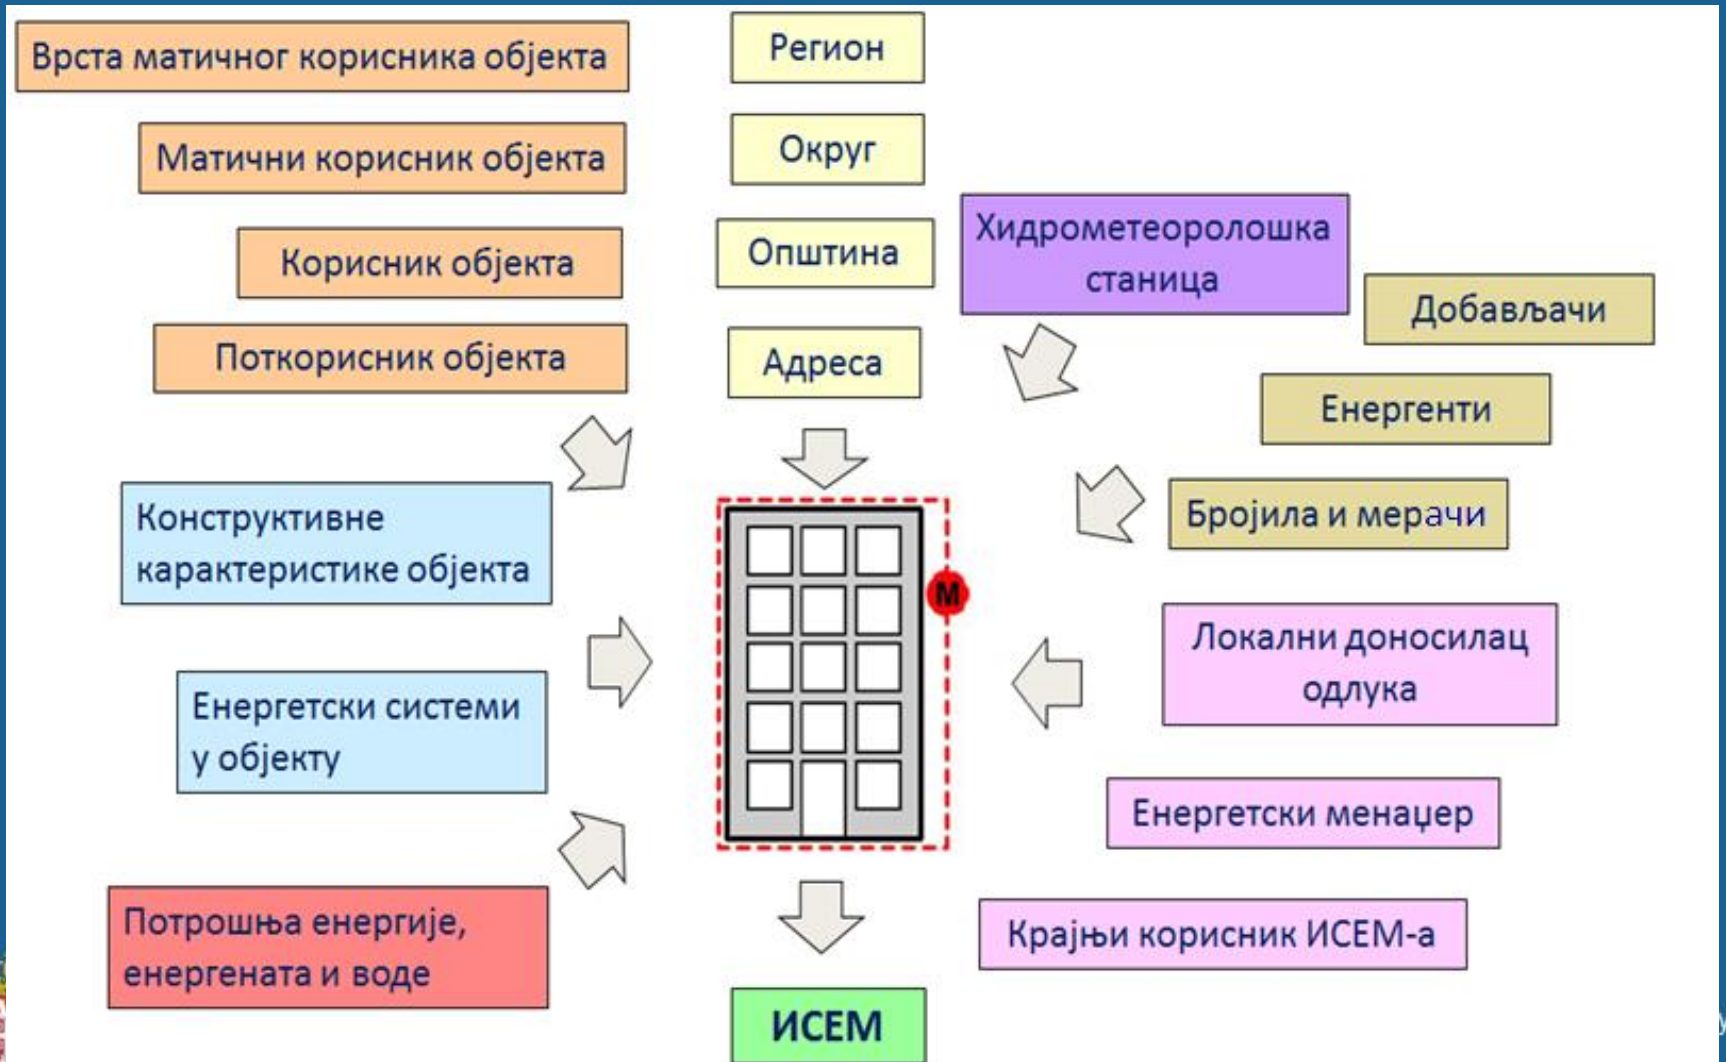 Врста матичног корисника објекта
Матични корисник објекта
Корисник објекта
Поткорисник објекта
Регион
Округ
Општина
Адреса
Хидрометеоролошка
станица
Добављачи
Енергенти
Бројила и мерачи
Конструктивне
карактеристике објекта
Енергетски системи
у објекту
Потрошња енергије,
енергената и воде
М
Локални доносилац
одлука
Енергетски менаџер
Крајњи корисник ИСЕМ-а
ИСЕМ